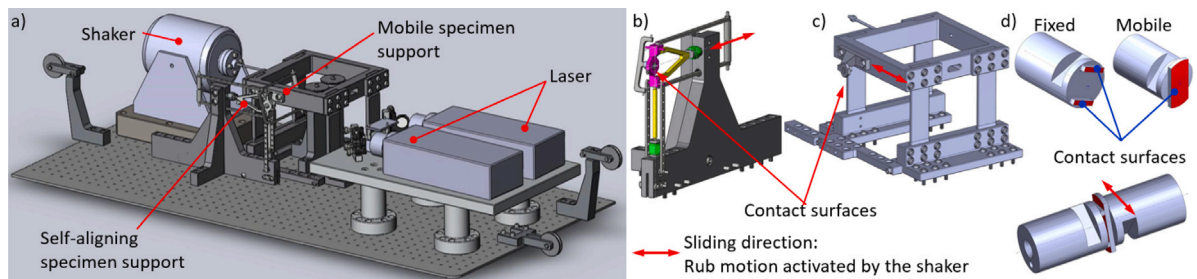 a)
Shaker
Mobile specimen
support
Laser
Self-aligning
specimen support
b)
c)
Contact surfaces
Sliding direction:
Rub motion activated by the shaker
d)
Fixed
Mobile
Contact surfaces